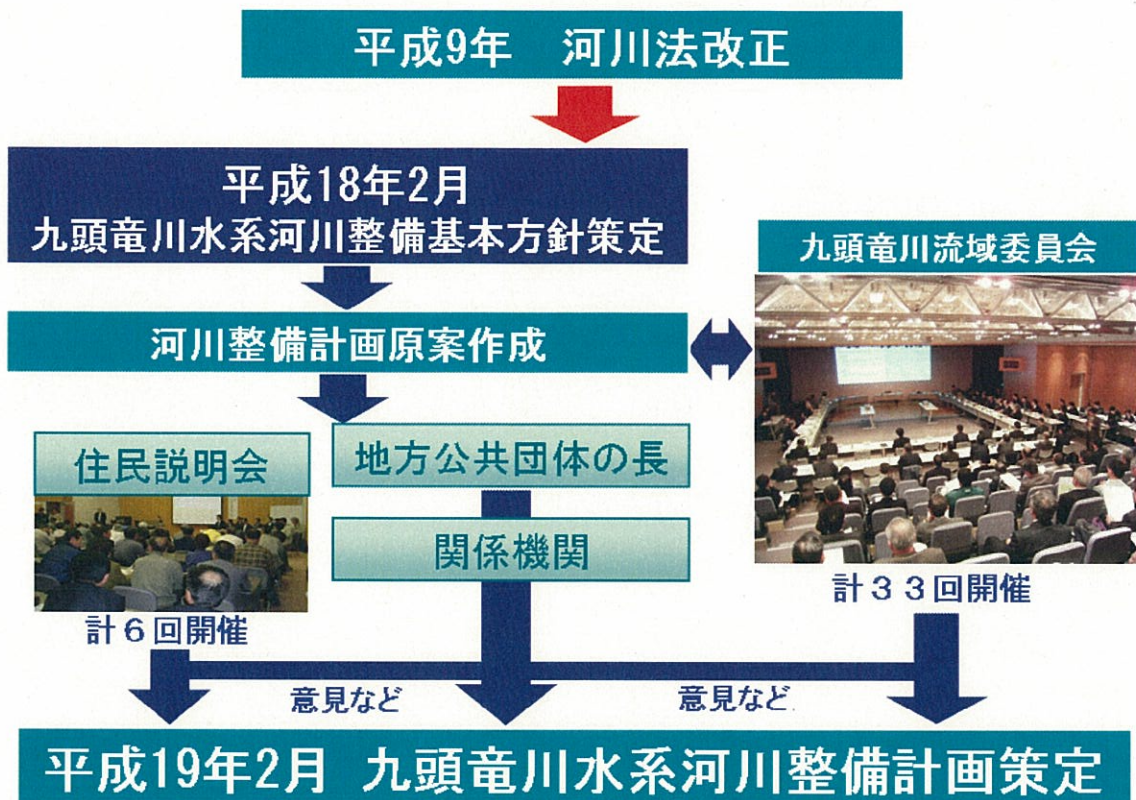 平成9年　河川法改正
平成18年2月
九頭竜川水系河川整備基本方針策定
九頭竜川流域委員会
河川整備計画原案作成
住民説明会
地方公共団体の長
関係機関
計６回開催
計３３回開催
意見など
意見など
平成19年2月　九頭竜川水系河川整備計画策定